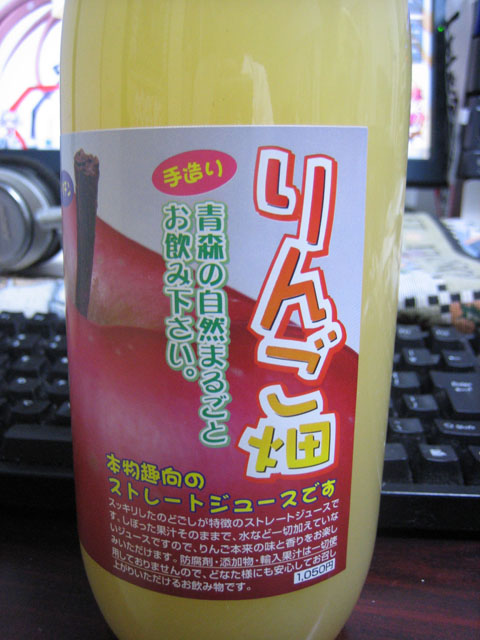 りんご畑
手造り
青森の自然まるごと
お飲み下さい。
本物趣向の
ストレートジュースです
スッキリしたのどごしが特徴のストレートジュースで
す。しぼった果汁そのままで、水など一切加えていな
いジュースですので、りんご本来の味と香りをお楽し
みいただけます。防腐剤・添加物・輸入果汁は一切使
用しておりませんので、どなた様にも安心してお召し
上がりいただけるお飲み物です。
1,050円